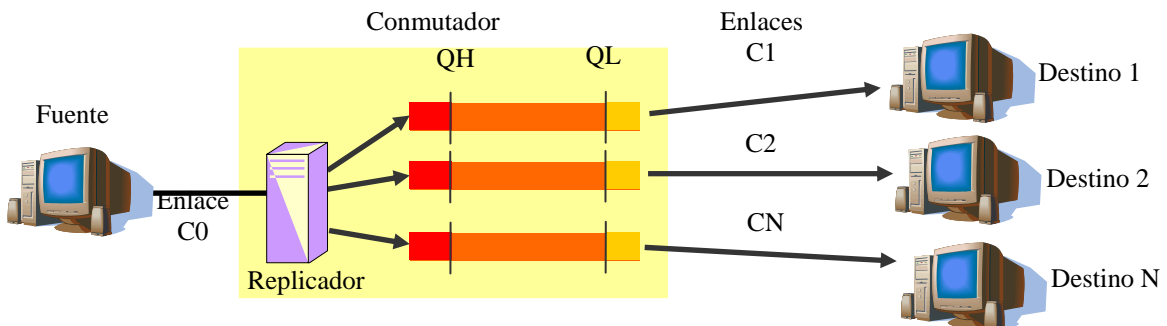 Conmutador
Enlaces
C1
QH
QL
Destino 1
Fuente
C2
Destino 2
Enlace
C0
CN
Replicador
Destino N